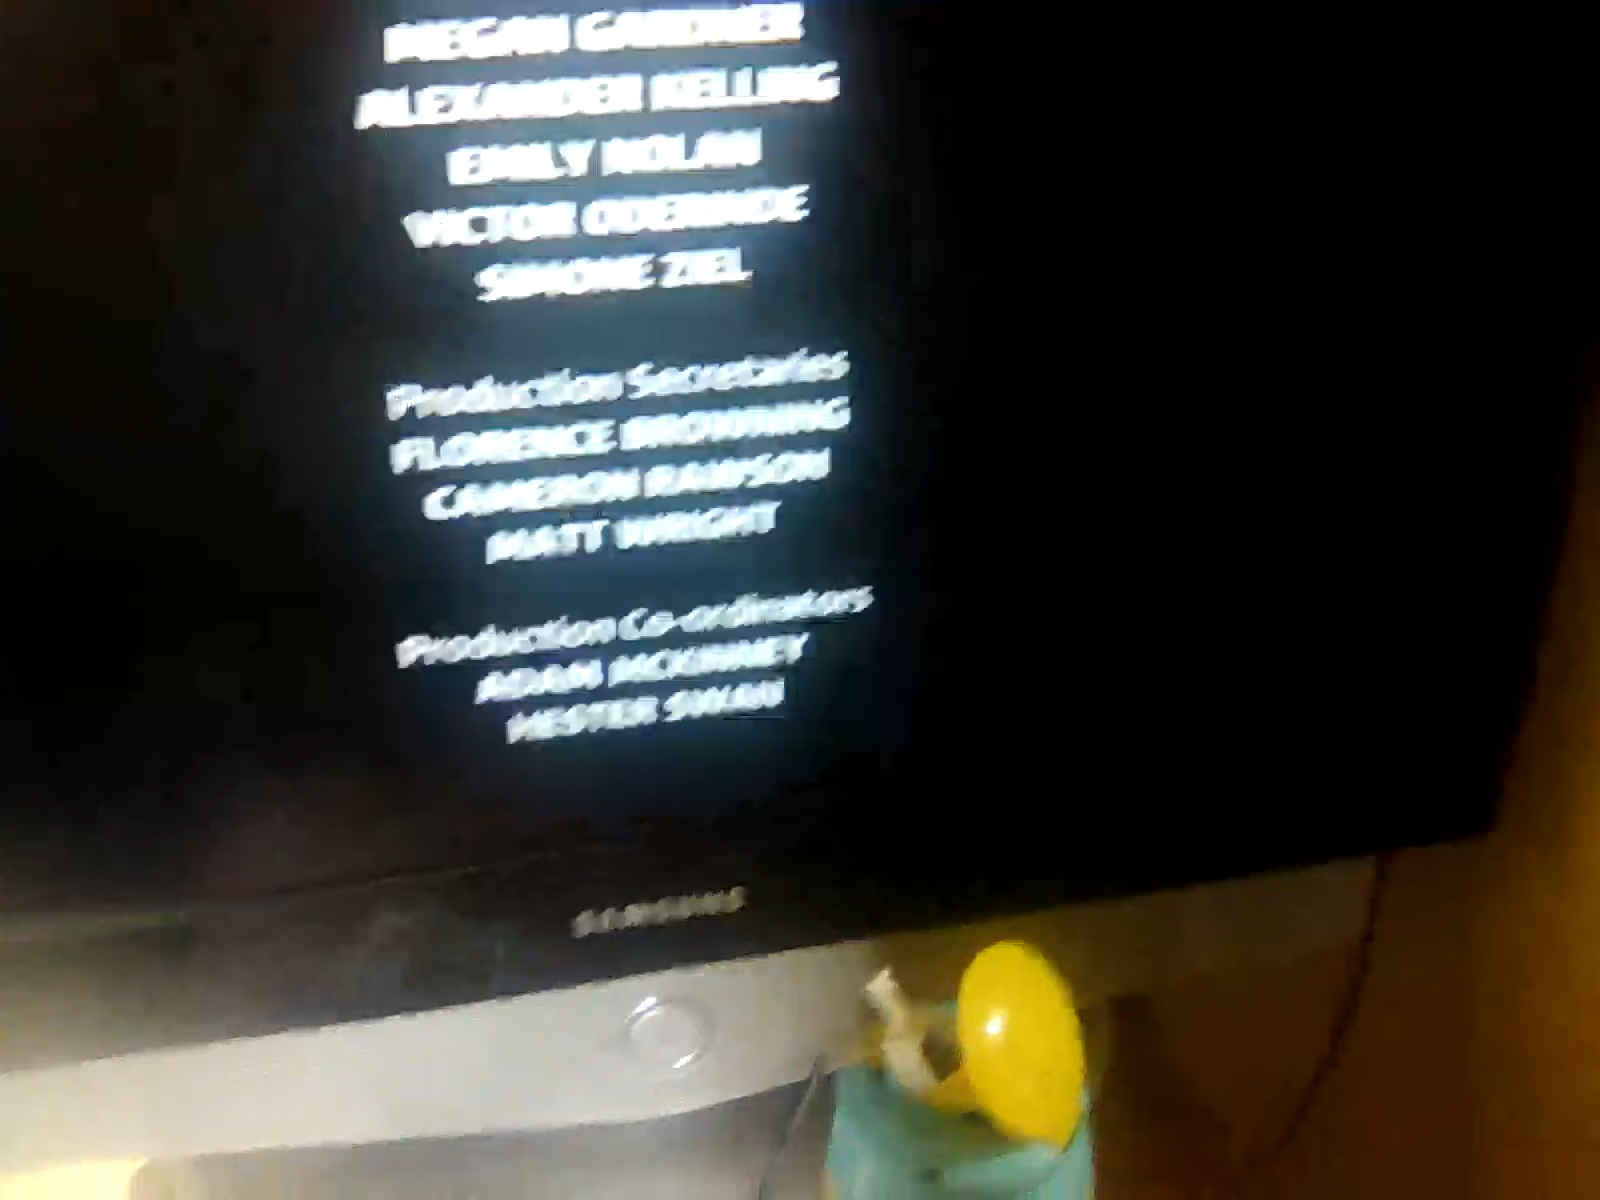 MEGAN GARDNER
ALEXANDER KELLING
EMILY NOLAN
VICTOR ODERINDE
SIMONE ZIEL
Production Secretaries
FLORENCE BROWNING
CAMERON RAWSON
MATT WRIGHT
Production Co-ordinators
ADAM MCKINNEY
HESTER SWAN
SAMSUNG